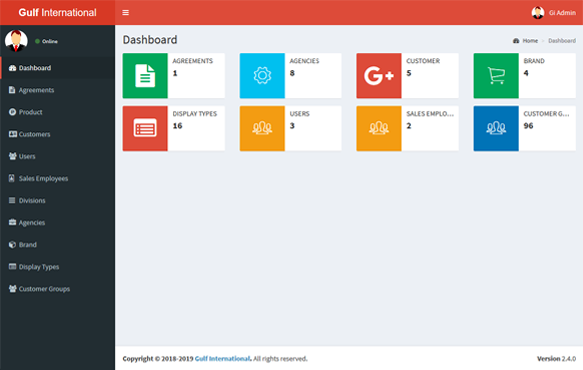 Gulf International
Gi Admin
Online
Dashboard
Agreements
Product
Customers
Users
Sales Employees
Divisions
Agencies
Brand
Display Types
Customer Groups
Dashboard
Home > Dashboard
AGREEMENTS
1
AGENCIES
8
G+
CUSTOMER
5
BRAND
4
DISPLAY TYPES
16
USERS
3
SALES EMPLO...
2
CUSTOMER G...
96
Copyright © 2018-2019 Gulf International. All rights reserved.
Version 2.4.0